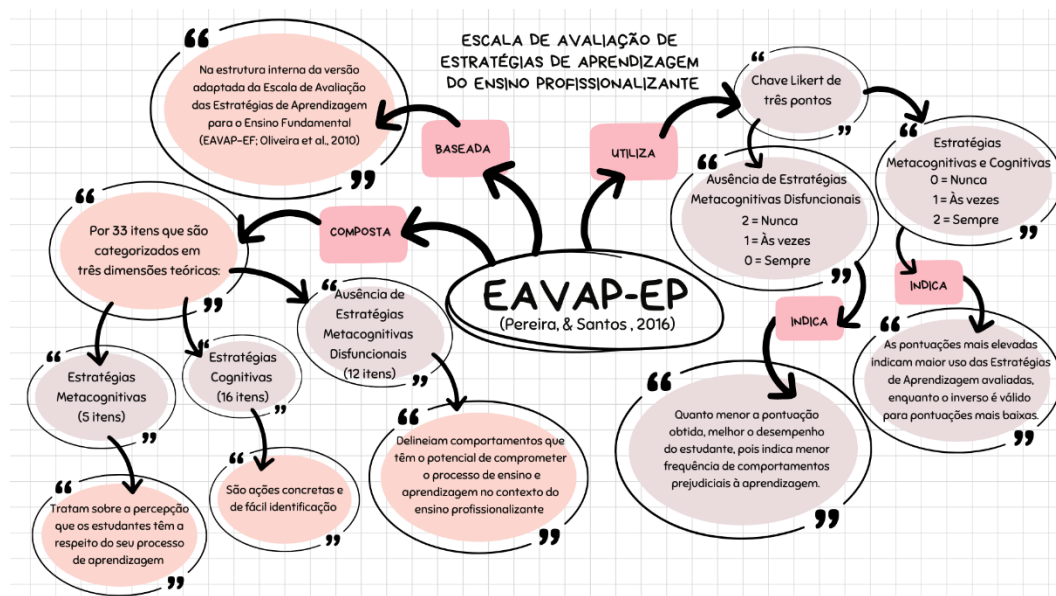 ESCALA DE AVALIAÇÃO DE
ESTRATÉGIAS DE APRENDIZAGEM
DO ENSINO PROFISSIONALIZANTE
EAVAP-EP
(Pereira, & Santos , 2016)
BASEADA
Na estrutura interna da versão
adaptada da Escala de Avaliação
das Estratégias de Aprendizagem
para o Ensino Fundamental
(EAVAP-EF; Oliveira et al., 2010)
COMPOSTA
Por 33 itens que são
categorizados em
três dimensões teóricas:
Estratégias
Metacognitivas
(5 itens)
Tratam sobre a percepção
que os estudantes têm a
respeito do seu processo
de aprendizagem
Estratégias
Cognitivas
(16 itens)
São ações concretas e
de fácil identificação
Ausência de
Estratégias
Metacognitivas
Disfuncionais
(12 itens)
Delineiam comportamentos que
têm o potencial de comprometer
o processo de ensino e
aprendizagem no contexto do
ensino profissionalizante
UTILIZA
Chave Likert de
três pontos
Ausência de Estratégias
Metacognitivas Disfuncionais
2 = Nunca
1 = Às vezes
0 = Sempre
INDICA
Quanto menor a pontuação
obtida, melhor o desempenho
do estudante, pois indica menor
frequência de comportamentos
prejudiciais à aprendizagem.
Estratégias
Metacognitivas e Cognitivas
0 = Nunca
1 = Às vezes
2 = Sempre
INDICA
As pontuações mais elevadas
indicam maior uso das Estratégias
de Aprendizagem avaliadas,
enquanto o inverso é válido
para pontuações mais baixas.